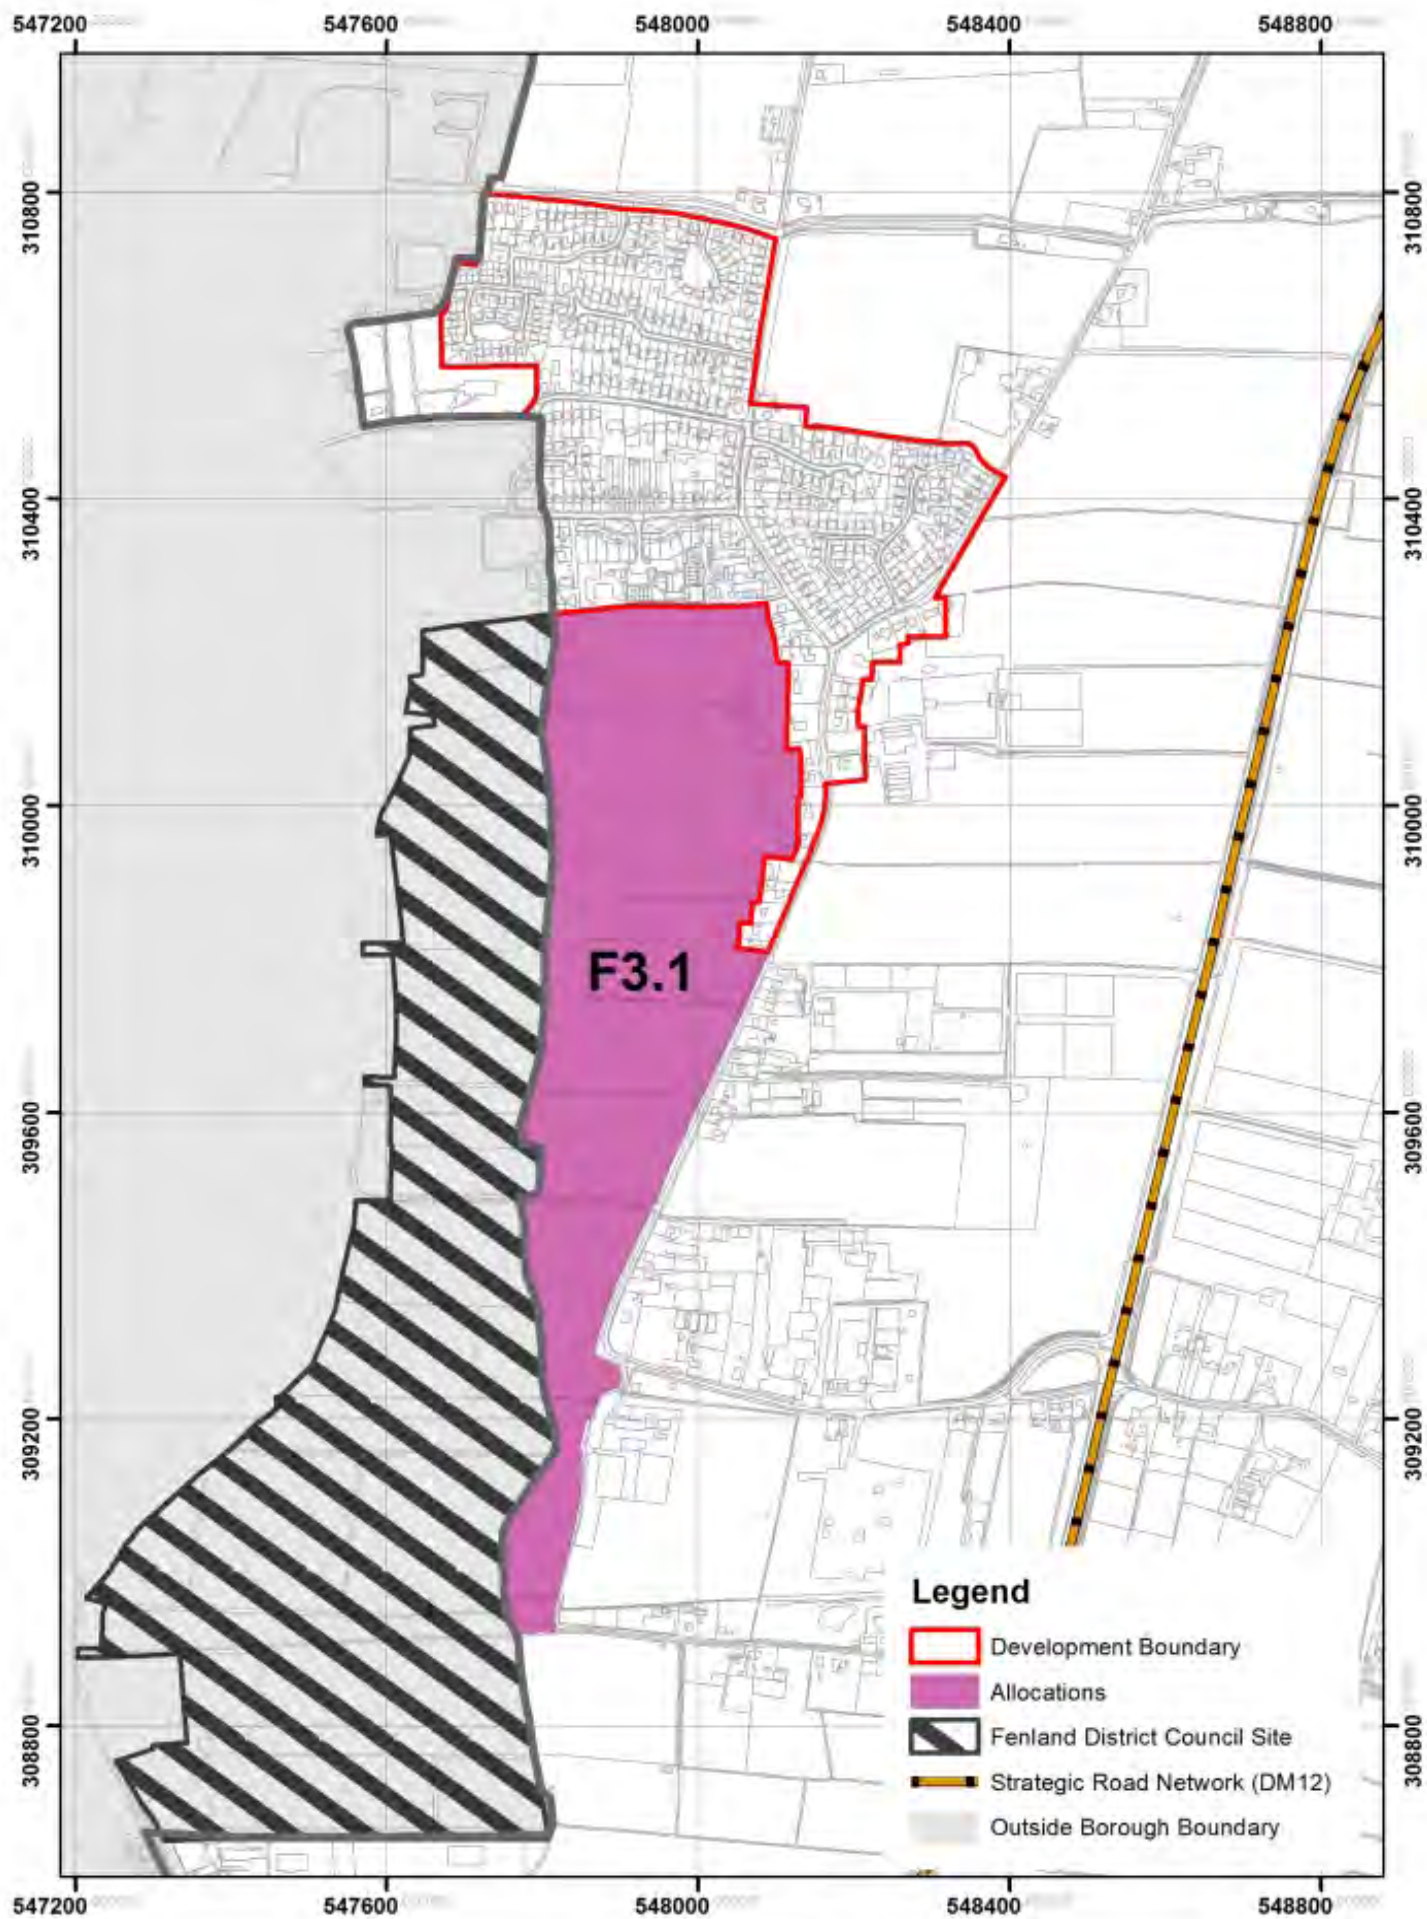 547200 547600 548000 548400 548800
310800 310800
310400 310400
310000 310000
F3.1
309600 309600
309200 309200
Legend
Development Boundary
Allocations
Fenland District Council Site
Strategic Road Network (DM12)
Outside Borough Boundary
308800 308800
547200 547600 548000 548400 548800